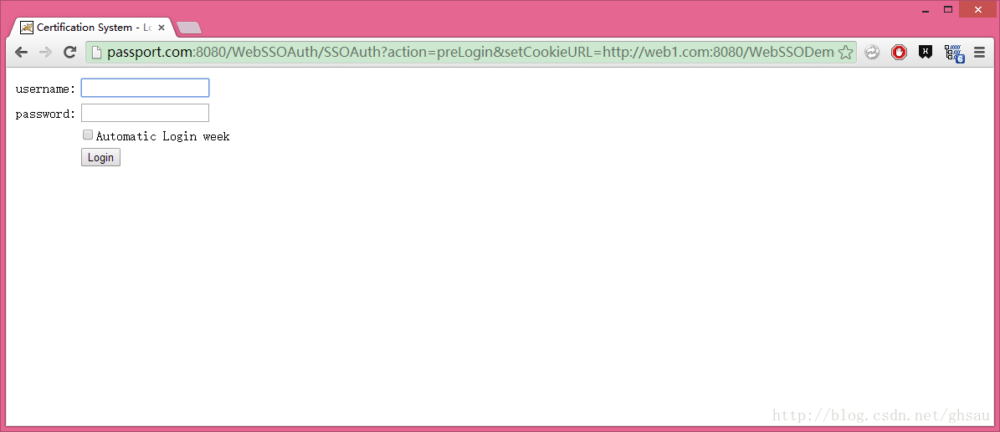 Certification System - Lo
passport.com:8080/WebSSOAuth/SSOAuth?action=preLogin&setCookieURL=http://web1.com:8080/WebSSODem
6
username:
password:
Automatic Login week
Login
http://blog.csdn.net/ghsau